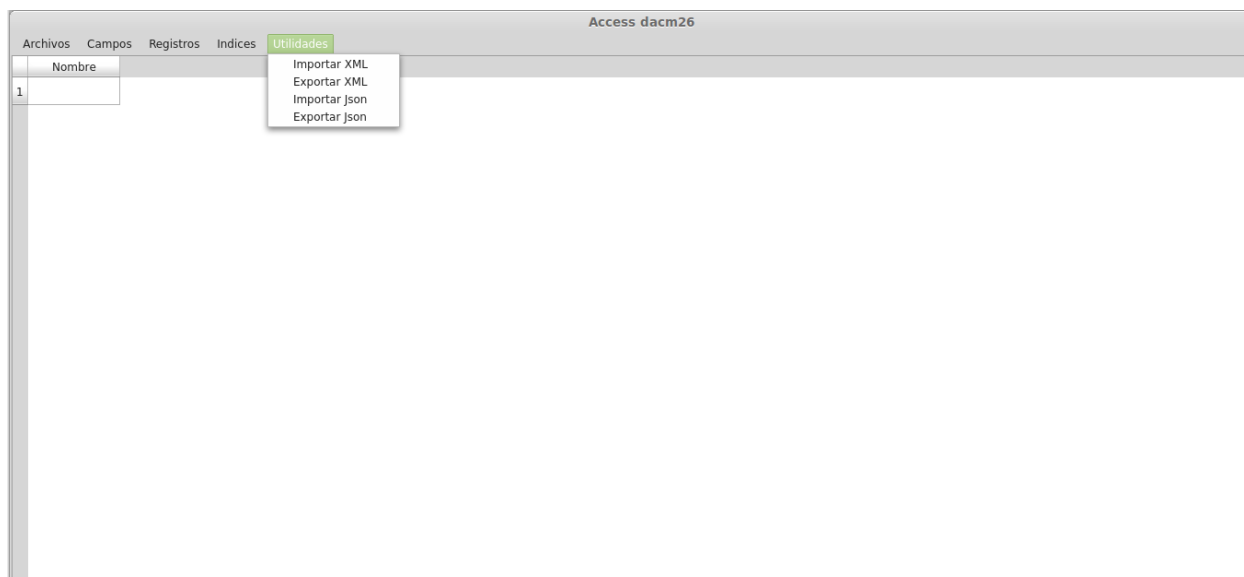 Access dacm26
Archivos Campos Registros Indices Utilidades
Nombre
Importar XML
Exportar XML
Importar Json
Exportar Json
1